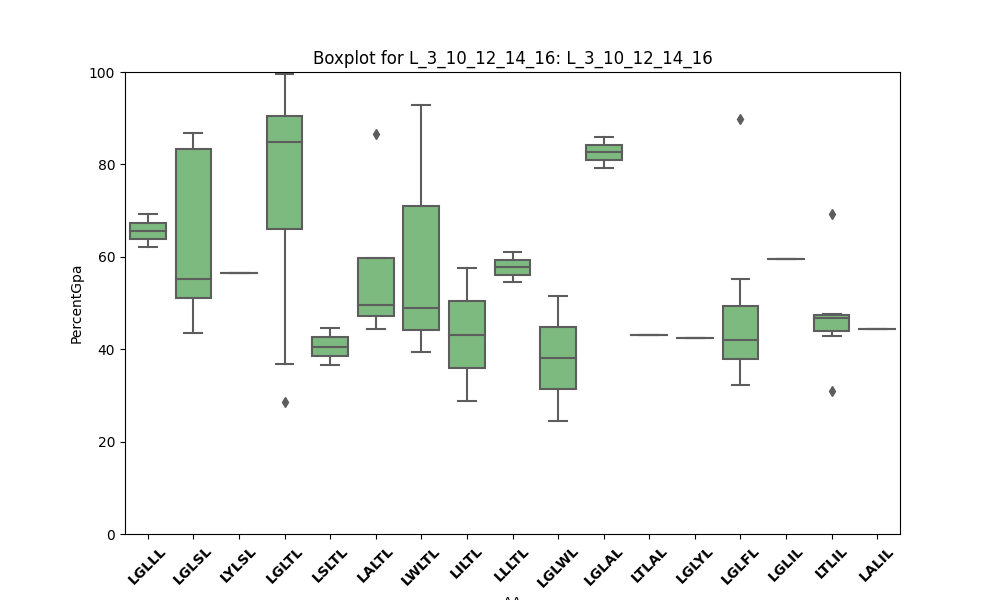 Boxplot for L_3_10_12_14_16: L_3_10_12_14_16
100
80
60
40
20
0
PercentGpa
LGLLL LGLSL LYLSL LGLTL LSLTL LALTL LWLTL LILTL LLLTL LGLWL LGLAL LTLAL LGLYL LGLFL LGLIL LTLIL LALIL